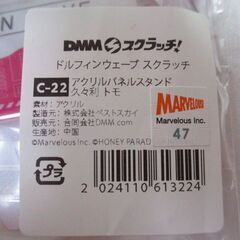 DMMスクラッチ!
ドルフィンウェーブ スクラッチ
C-22 アクリルパネルスタンド
久々利 トモ
素材:アクリル
製造元:株式会社ベストスカイ
販売元:合同会社DMM.com
生産地:中国
©Marvelous Inc. ©HONEY PARAD
MARVELOUS
Marvelous Inc.
47
プラ
2 024110 613224